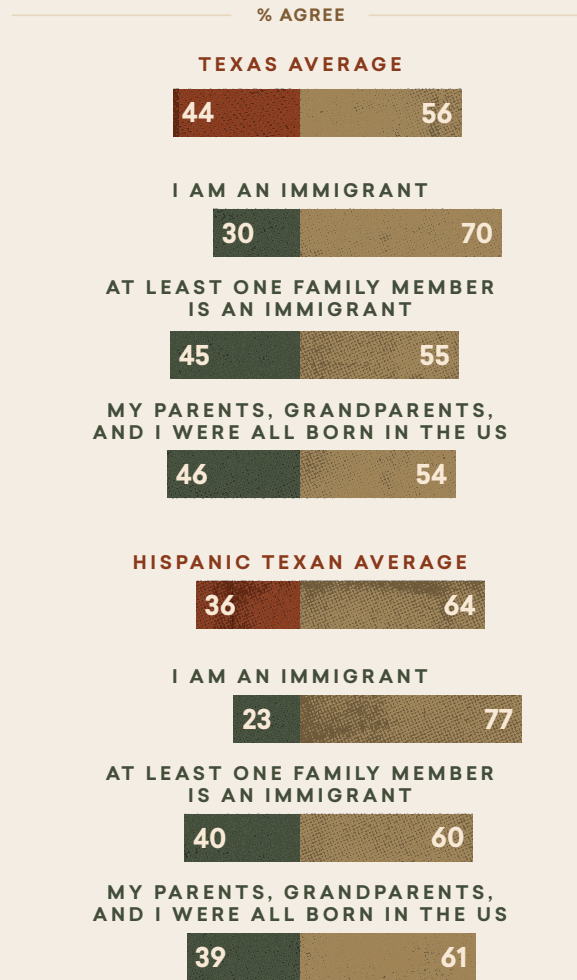 % AGREE
TEXAS AVERAGE
44 56
I AM AN IMMIGRANT
30 70
AT LEAST ONE FAMILY MEMBER
IS AN IMMIGRANT
45 55
MY PARENTS, GRANDPARENTS,
AND I WERE ALL BORN IN THE US
46 54
HISPANIC TEXAN AVERAGE
36 64
I AM AN IMMIGRANT
23 77
AT LEAST ONE FAMILY MEMBER
IS AN IMMIGRANT
40 60
MY PARENTS, GRANDPARENTS,
AND I WERE ALL BORN IN THE US
39 61